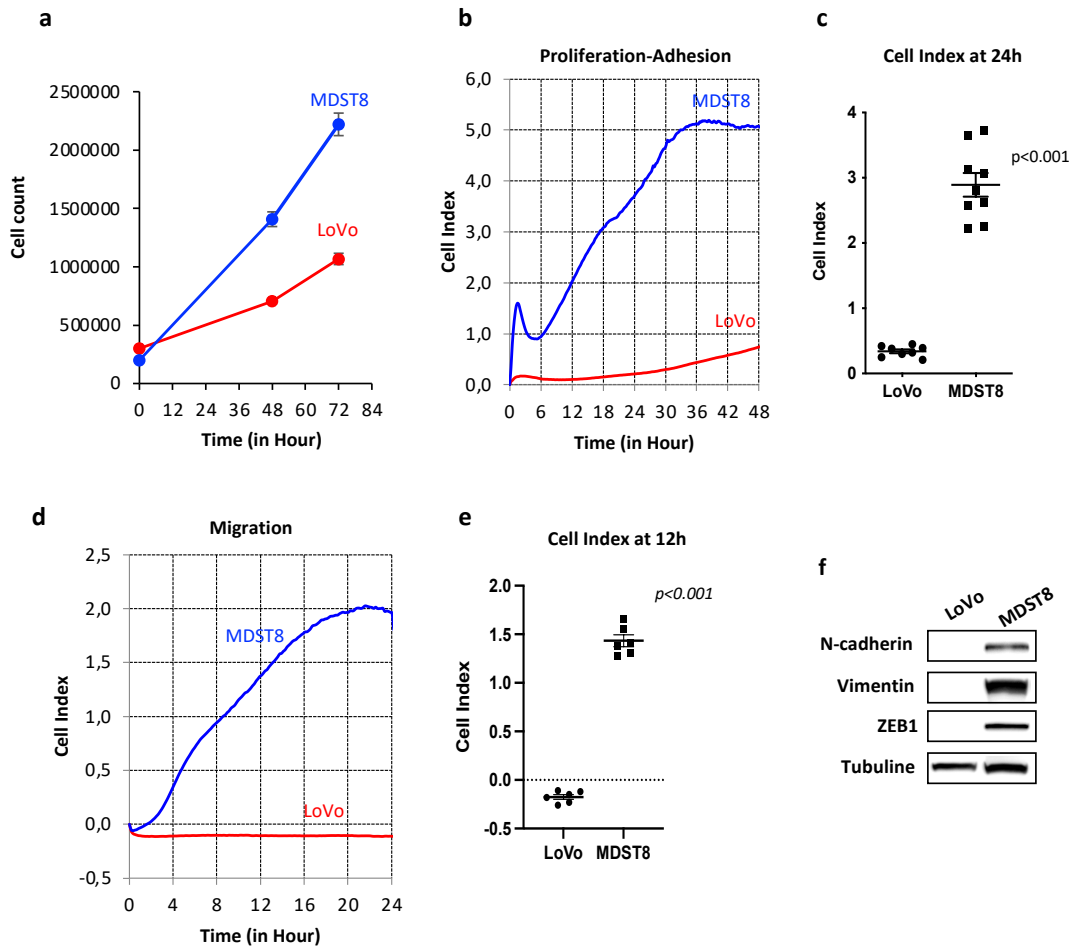 a
2500000
2000000
1500000
1000000
500000
0
Cell count
MDST8
LoVo
0 12 24 36 48 60 72 84
Time (in Hour)
b
Proliferation-Adhesion
6,0
5,0
4,0
3,0
2,0
1,0
0,0
Cell Index
MDST8
LoVo
0 6 12 18 24 30 36 42 48
Time (in Hour)
c
Cell Index at 24h
4
3
2
1
0
Cell Index
p<0.001
LoVo MDST8
d
Migration
2,5
2,0
1,5
1,0
0,5
0,0
-0,5
Cell Index
MDST8
LoVo
0 4 8 12 16 20 24
Time (in Hour)
e
Cell Index at 12h
2.0
1.5
1.0
0.5
0.0
-0.5
Cell Index
p<0.001
LoVo MDST8
f
LoVo MDST8
N-cadherin
Vimentin
ZEB1
Tubuline